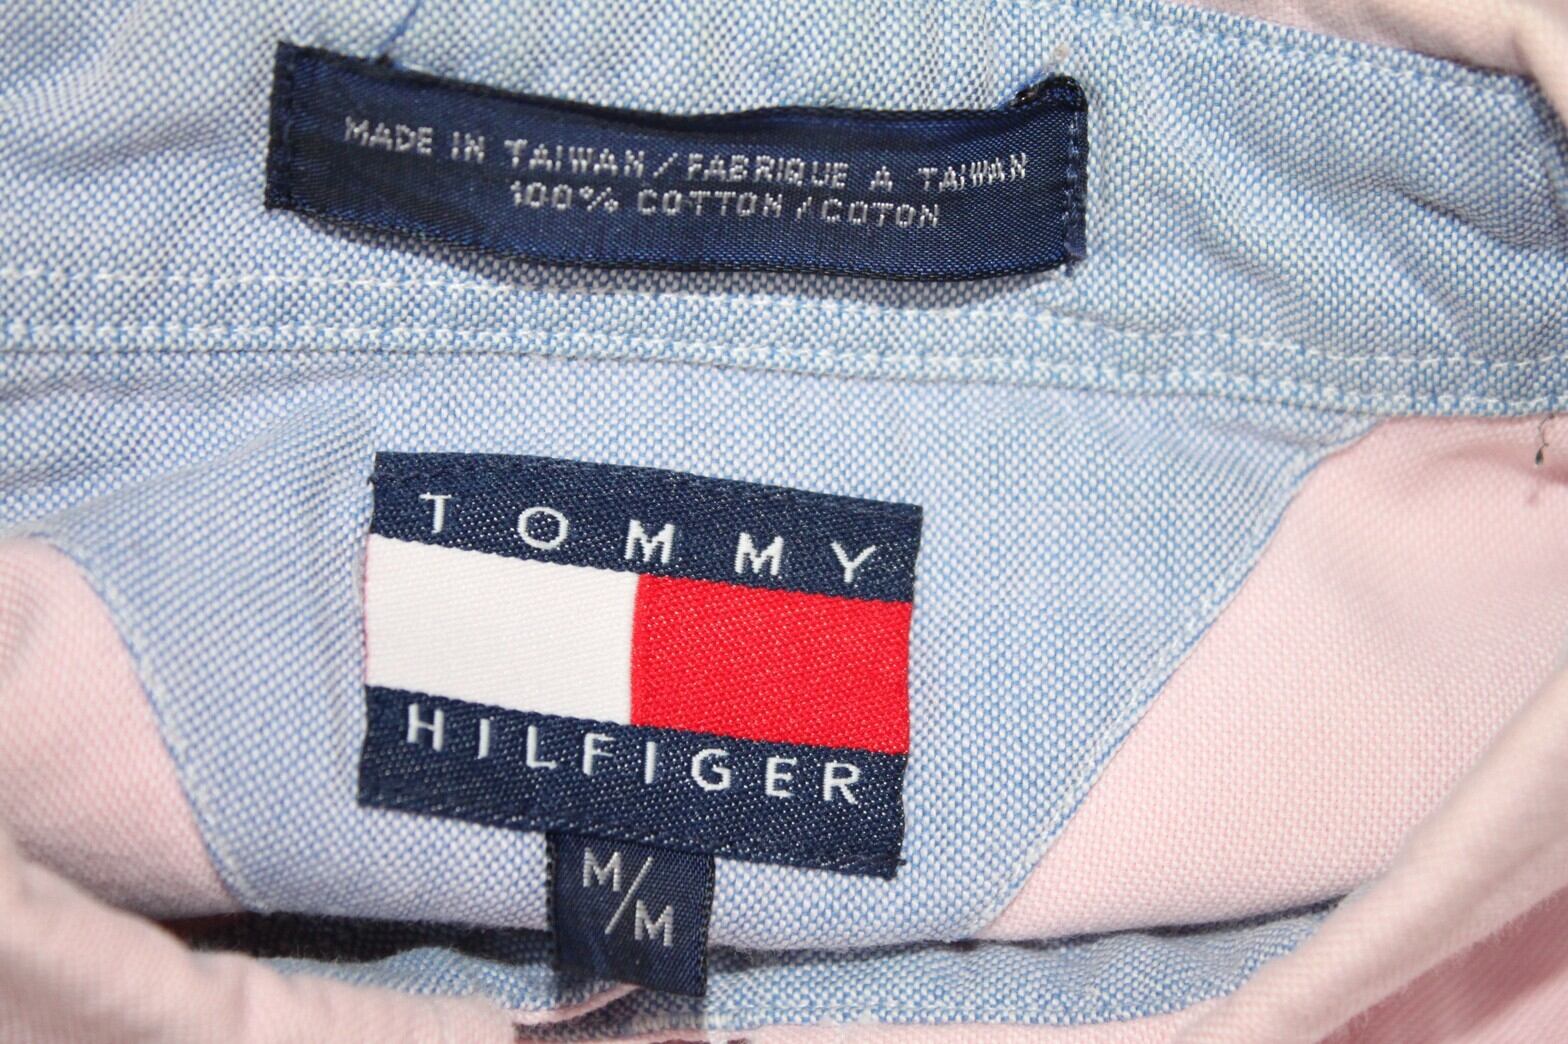 MADE IN TAIWAN / FABRIQUE A TAIWAN
100% COTTON / COTON
TOMMY
HILFIGER
M/M